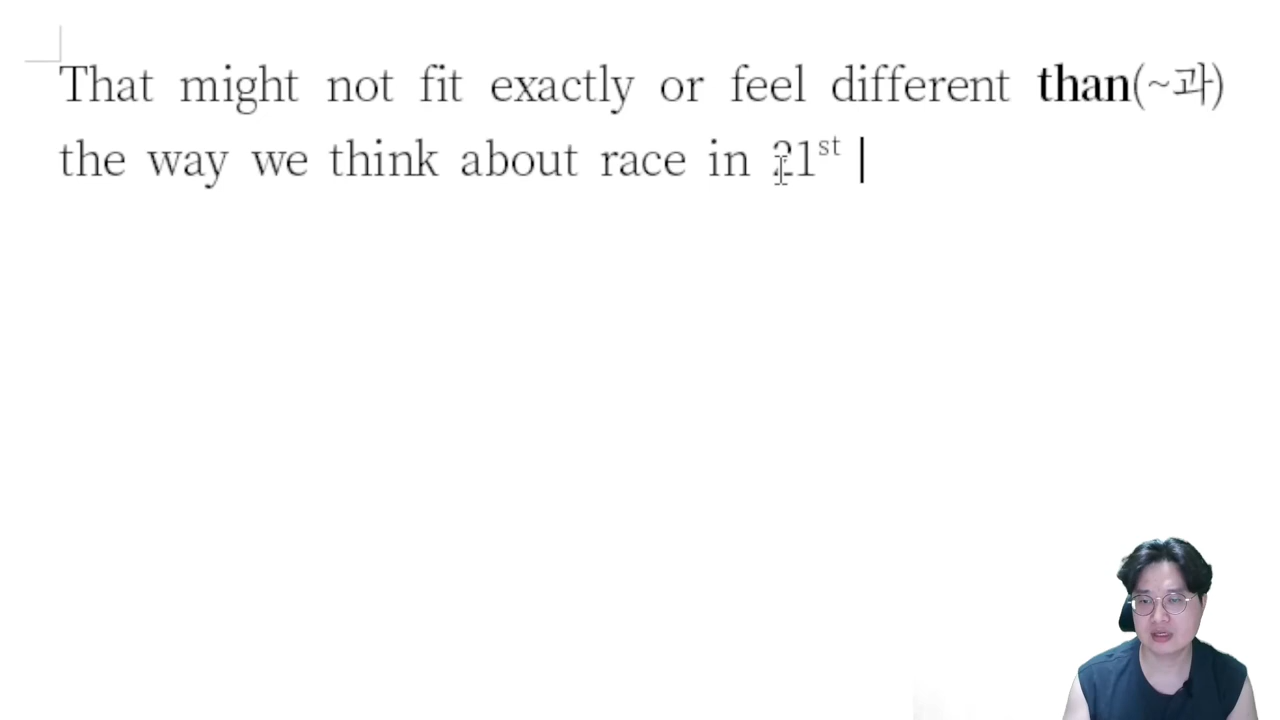 That might not fit exactly or feel different than(~과)
the way we think about race in 21st